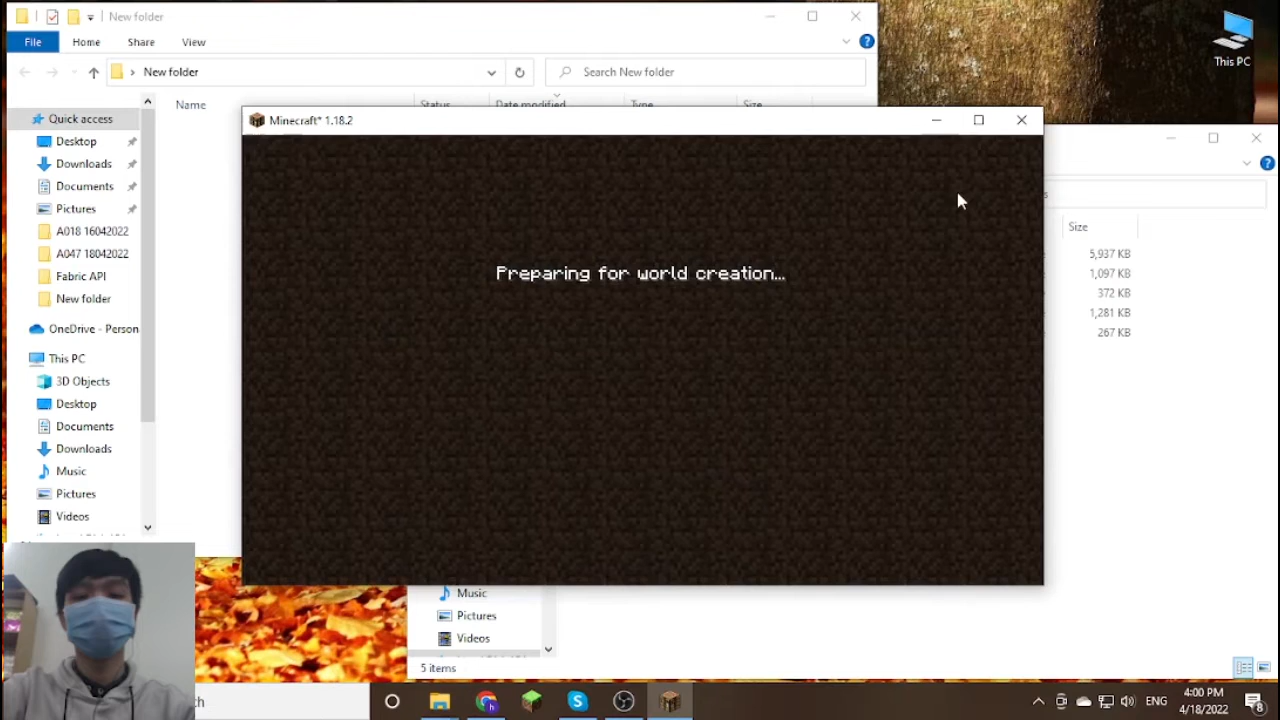 New folder
This PC
File Home Share View
New folder
Search New folder
Name Status Date modified Type Size
Quick access
Minecraft* 1.18.2
Desktop
Downloads
Documents
Pictures
A018 16042022
A047 18042022
Fabric API
New folder
OneDrive - Person
This PC
3D Objects
Desktop
Documents
Downloads
Music
Pictures
Videos
Preparing for world creation...
s
Size
5,937 KB
1,097 KB
372 KB
1,281 KB
267 KB
Music
Pictures
Videos
5 items
ch
ENG
4:00 PM
4/18/2022
8